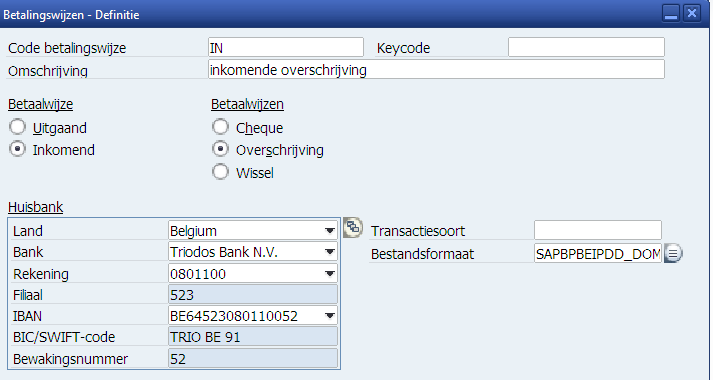 Betalingswijzen - Definitie
Code betalingswijze IN Keycode
Omschrijving inkomende overschrijving
Betaalwijze Betaalwijzen
Uitgaand Cheque
Inkomend Overschrijving
Wissel
Huisbank
Land Belgium Transactiesoort
Bank Triodos Bank N.V. Bestandsformaat SAPBPBEIPDD_DOM
Rekening 0801100
Filiaal 523
IBAN BE64523080110052
BIC/SWIFT-code TRIO BE 91
Bewakingsnummer 52